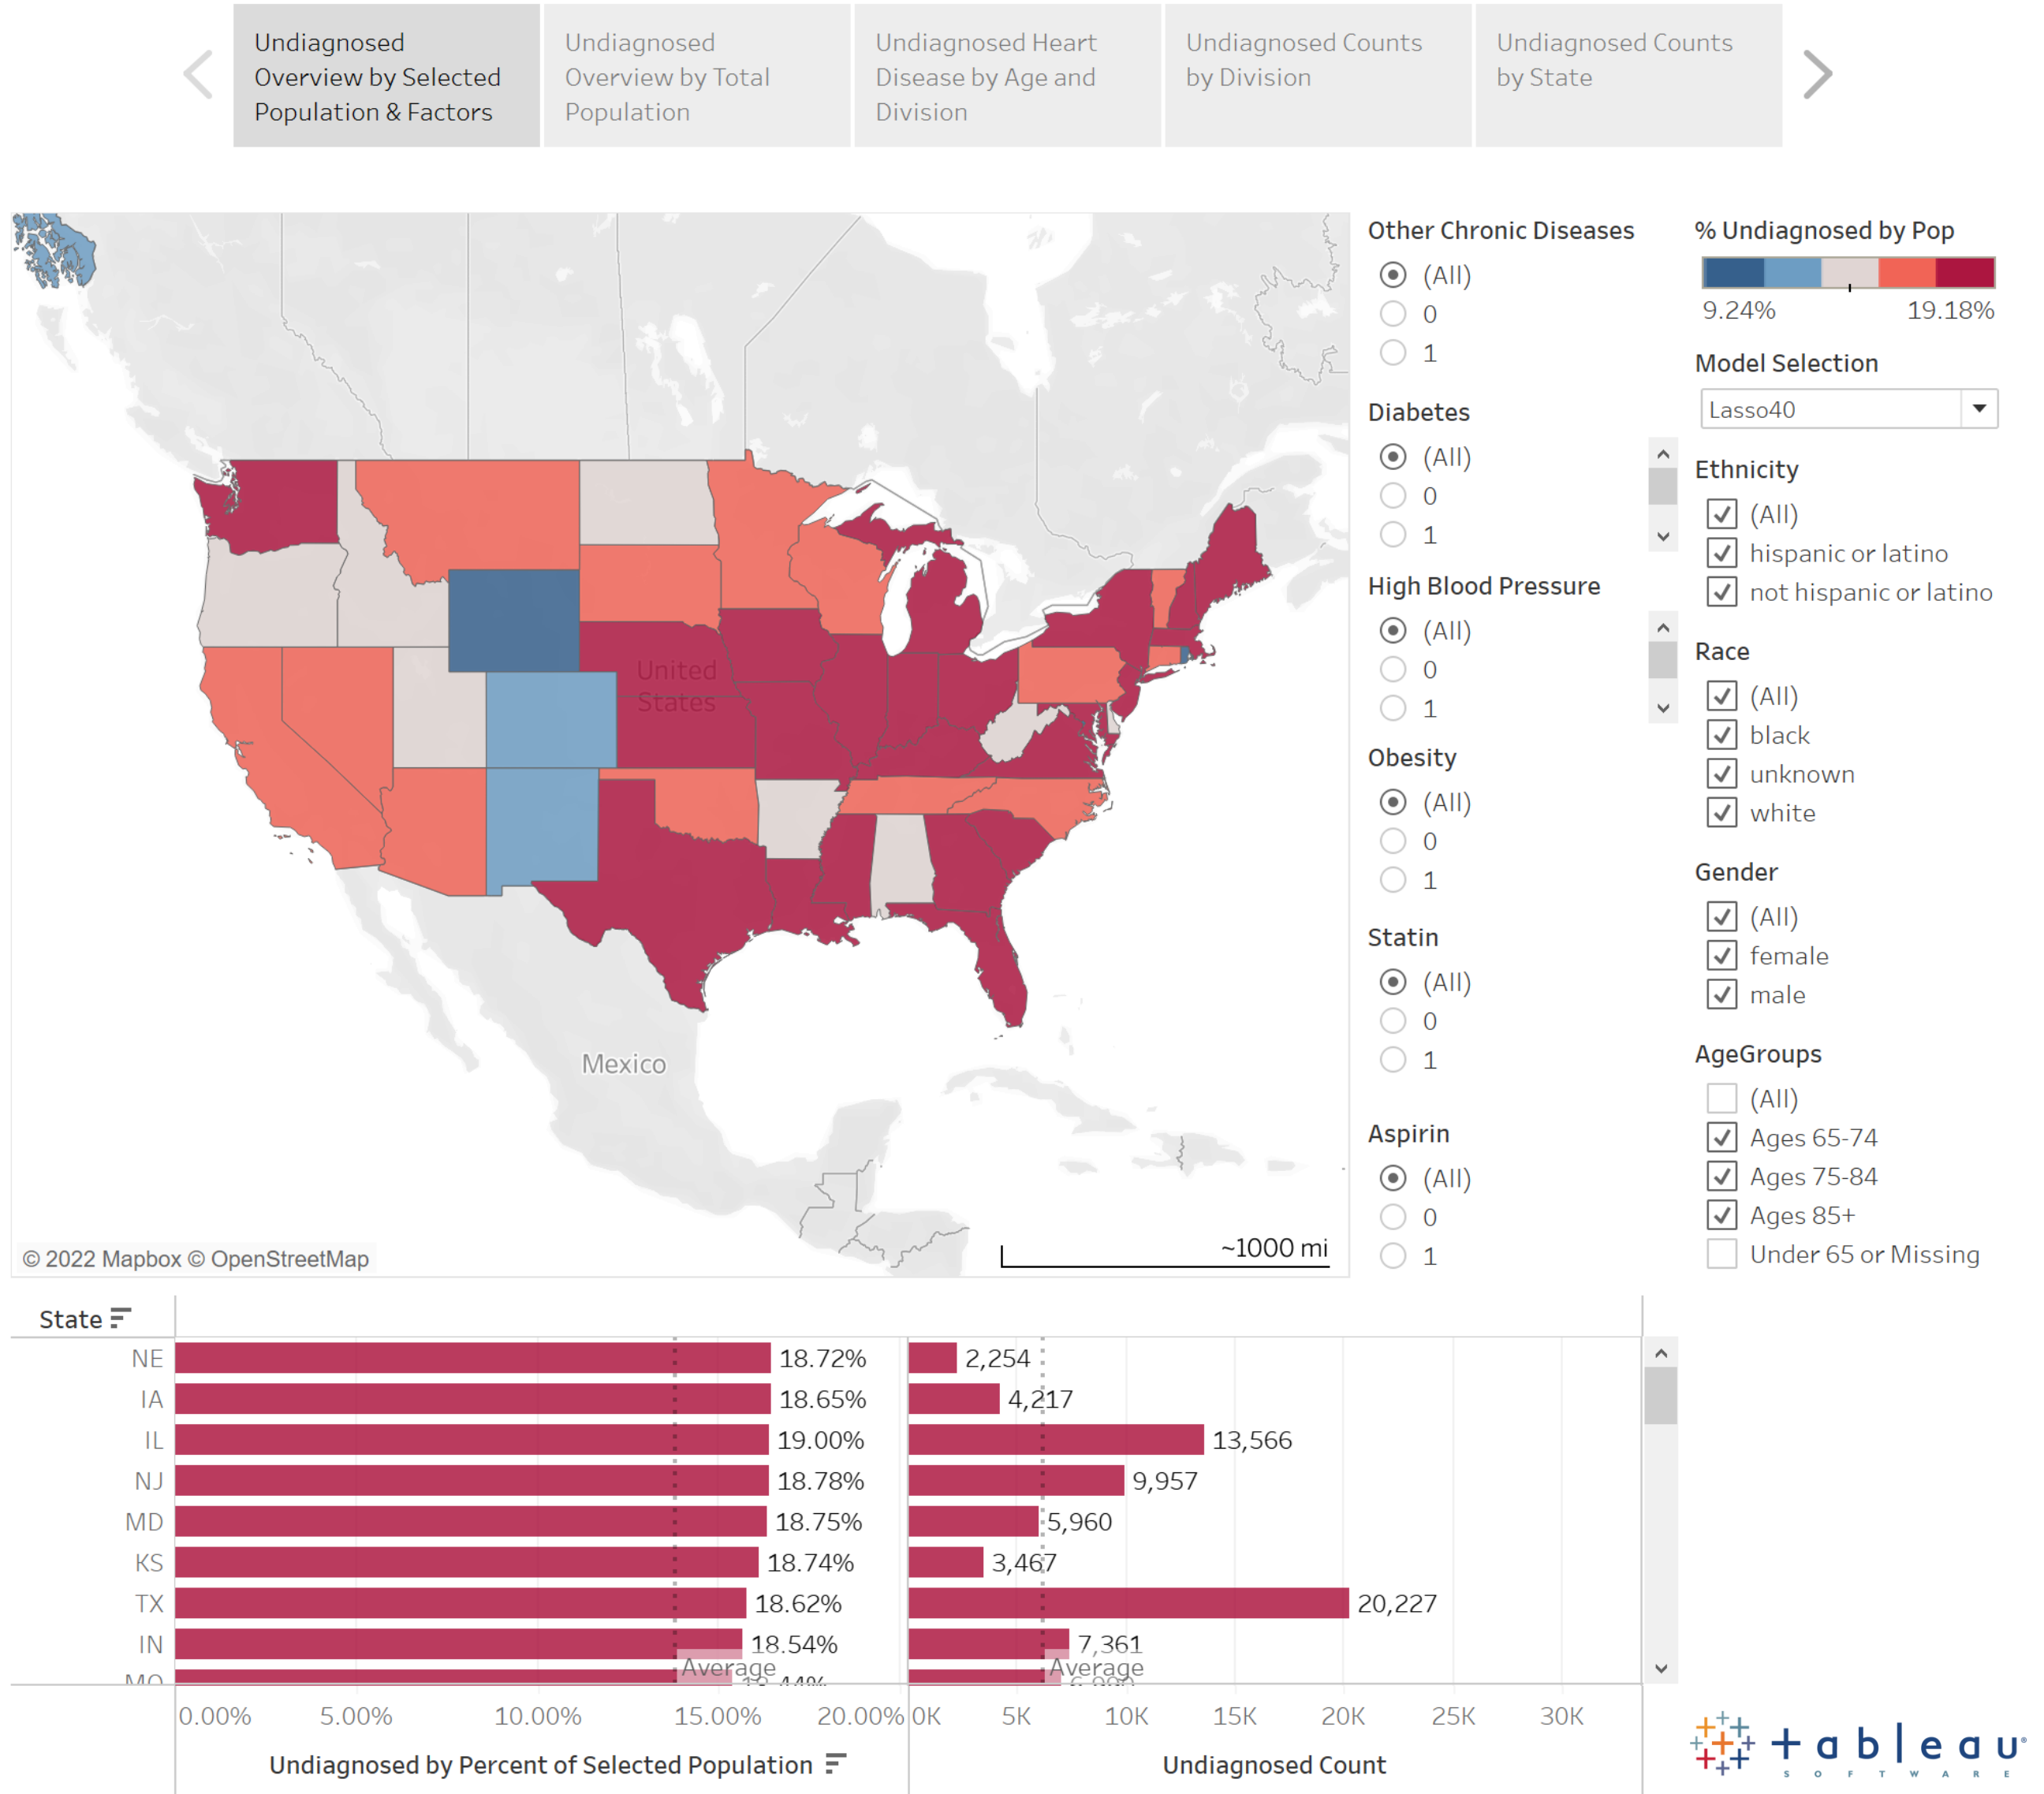 Undiagnosed
Overview by Selected
Population & Factors
Undiagnosed
Overview by Total
Population
Undiagnosed Heart
Disease by Age and
Division
Undiagnosed Counts
by Division
Undiagnosed Counts
by State
United
States
Mexico
© 2022 Mapbox © OpenStreetMap
~1000 mi
Other Chronic Diseases
(All)
0
1
Diabetes
(All)
0
1
High Blood Pressure
(All)
0
1
Obesity
(All)
0
1
Statin
(All)
0
1
Aspirin
(All)
0
1
% Undiagnosed by Pop
9.24% 19.18%
Model Selection
Lasso40
Ethnicity
(All)
hispanic or latino
not hispanic or latino
Race
(All)
black
unknown
white
Gender
(All)
female
male
AgeGroups
(All)
Ages 65-74
Ages 75-84
Ages 85+
Under 65 or Missing
State
NE 18.72% 2,254
IA 18.65% 4,217
IL 19.00% 13,566
NJ 18.78% 9,957
MD 18.75% 5,960
KS 18.74% 3,467
TX 18.62% 20,227
IN 18.54% 7,361
Average Average
MO 18.44%
0.00% 5.00% 10.00% 15.00% 20.00% 0K 5K 10K 15K 20K 25K 30K
Undiagnosed by Percent of Selected Population Undiagnosed Count
tableau
SOFTWARE